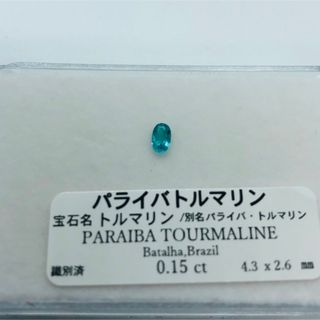 パライバトルマリン
宝石名 トルマリン /別名パライバ・トルマリン
PARAIBA TOURMALINE
Batalha,Brazil
識別済 0.15 ct 4.3 x 2.6 mm